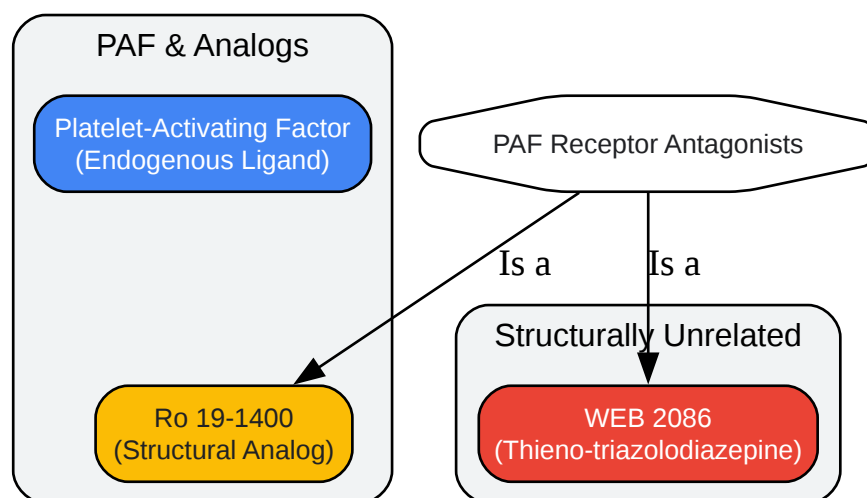 PAF & Analogs
Platelet-Activating Factor
(Endogenous Ligand)
PAF Receptor Antagonists
Is a
Is a
Structurally Unrelated
Ro 19-1400
(Structural Analog)
WEB 2086
(Thieno-triazolodiazepine)